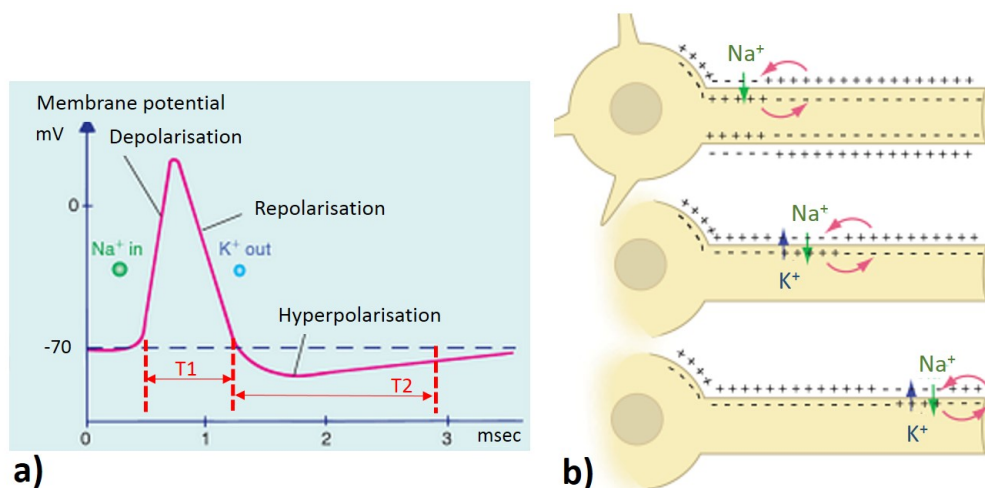 Membrane potential
mV
Depolarisation
0
Repolarisation
Na⁺ in
K⁺ out
Hyperpolarisation
-70
T1
T2
0
1
2
3
msec
a)
Na⁺
Na⁺
K⁺
Na⁺
K⁺
b)